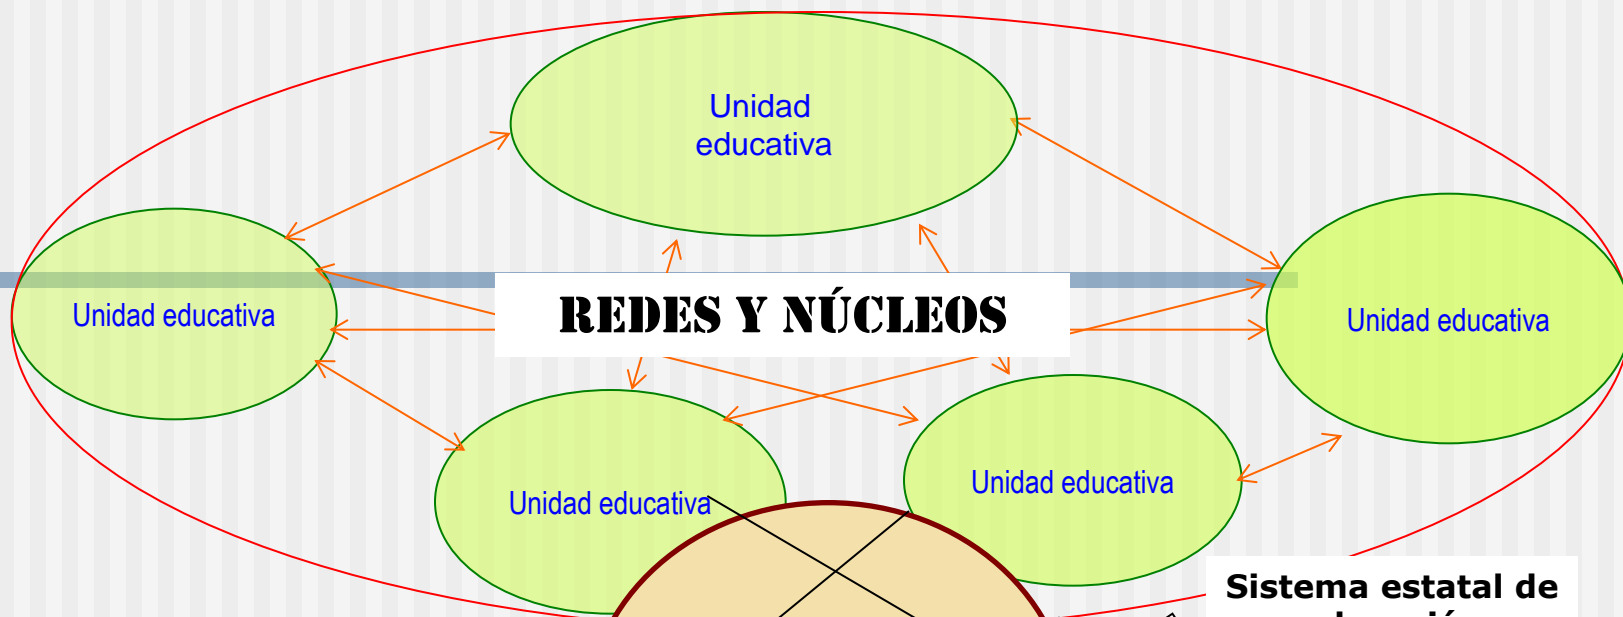 Unidad
educativa
REDES Y NÚCLEOS
Unidad educativa
Unidad educativa
Unidad educativa
Unidad educativa
Sistema estatal de